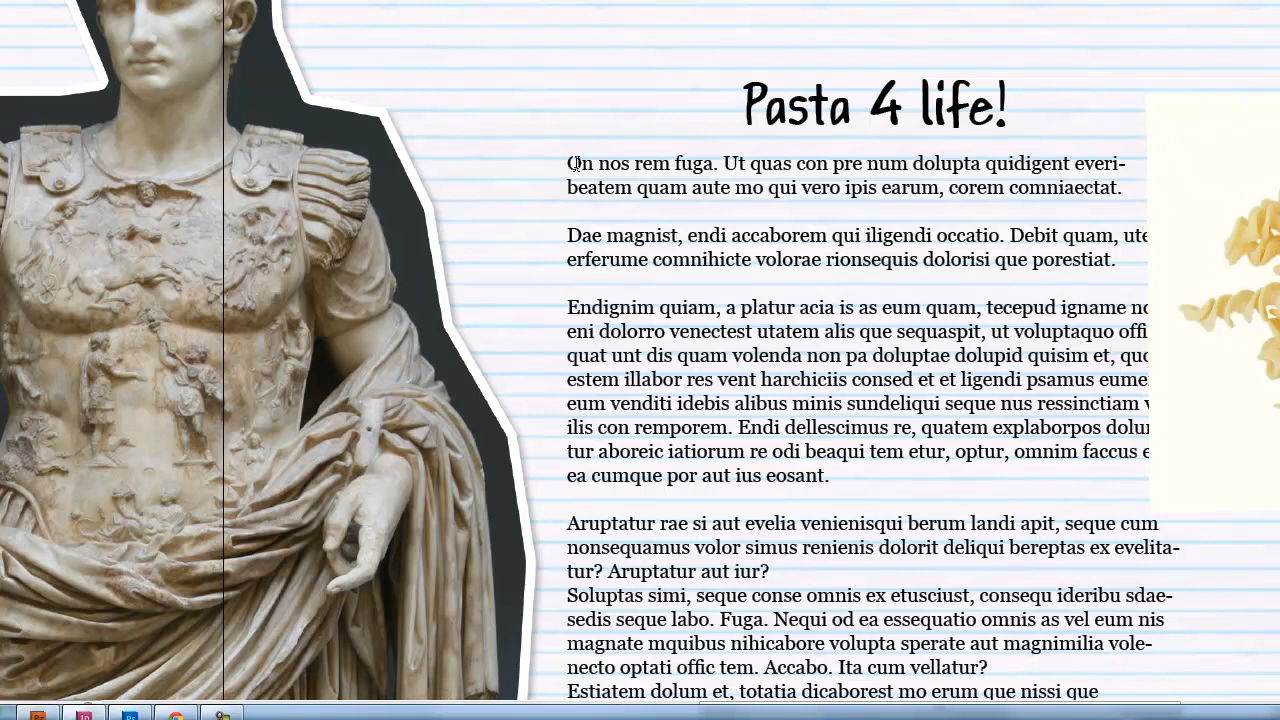 Pasta 4 life!
On nos rem fuga. Ut quas con pre num dolupta quidigent everi-
beatem quam aute mo qui vero ipis earum, corem comniaectat.
Dae magnist, endi accaborem qui iligendi occatio. Debit quam, ute
erferume comnihicte volorae rionsequis dolorisi que porestiat.
Endignim quiam, a platur acia is as eum quam, tecepud igname
eni dolorro venectest utatem alis que sequaspit, ut voluptaquo offi
quat unt dis quam volenda non pa doluptae dolupid quisim et,
estem illabor res vent harchiciis consed et et ligendi psamus
eum venditi idebis alibus minis sundeliqui seque nus ressinctiam
ilis con remporem. Endi dellescimus re, quatem explaborpos
tur aboreic iatiorum re odi beaqui tem etur, optur, omnim faccus
ea cumque por aut ius eosant.
Aruptatur rae si aut evelia venienisqui berum landi apit, seque cum
nonsequamus volor simus renienis dolorit deliqui bereptas ex evelita-
tur? Aruptatur aut iur?
Soluptas simi, seque conse omnis ex etusciust, consequ ideribu sdae-
sedis seque labo. Fuga. Nequi od ea essequatio omnis as vel eum nis
magnate mquibus nihicabore volupta sperate aut magnimilia vole-
necto optati offic tem. Accabo. Ita cum vellatur?
Estiatem dolum et, totatia dicaborest mo erum que nissi que